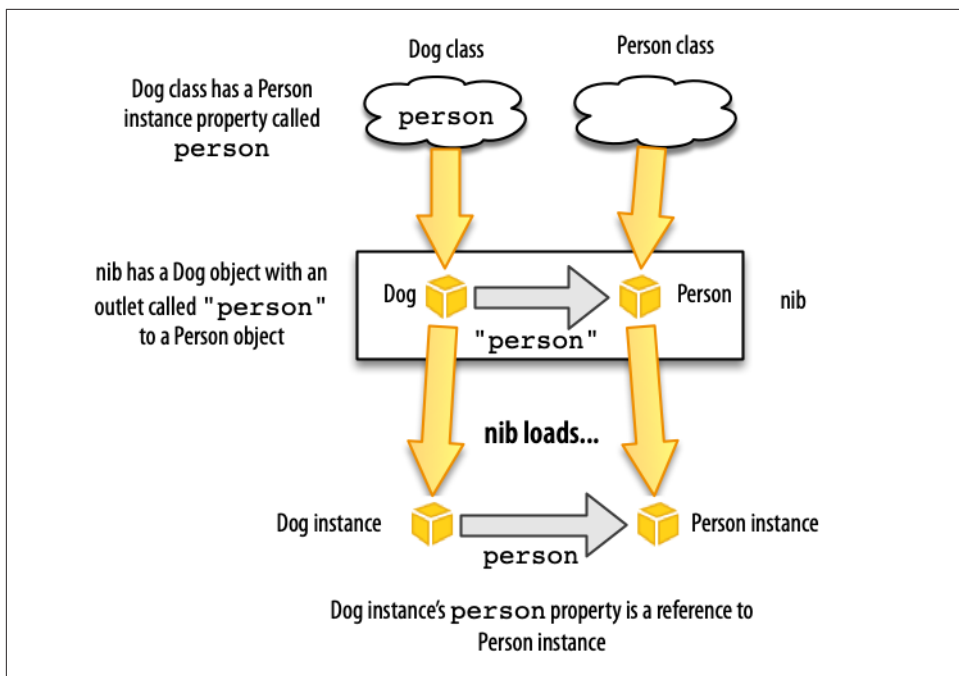 Dog class
Person class
Dog class has a Person
instance property called
person
person
nib has a Dog object with an
outlet called "person"
to a Person object
Dog
Person
"person"
nib
nib loads...
Dog instance
Person instance
person
Dog instance's person property is a reference to
Person instance